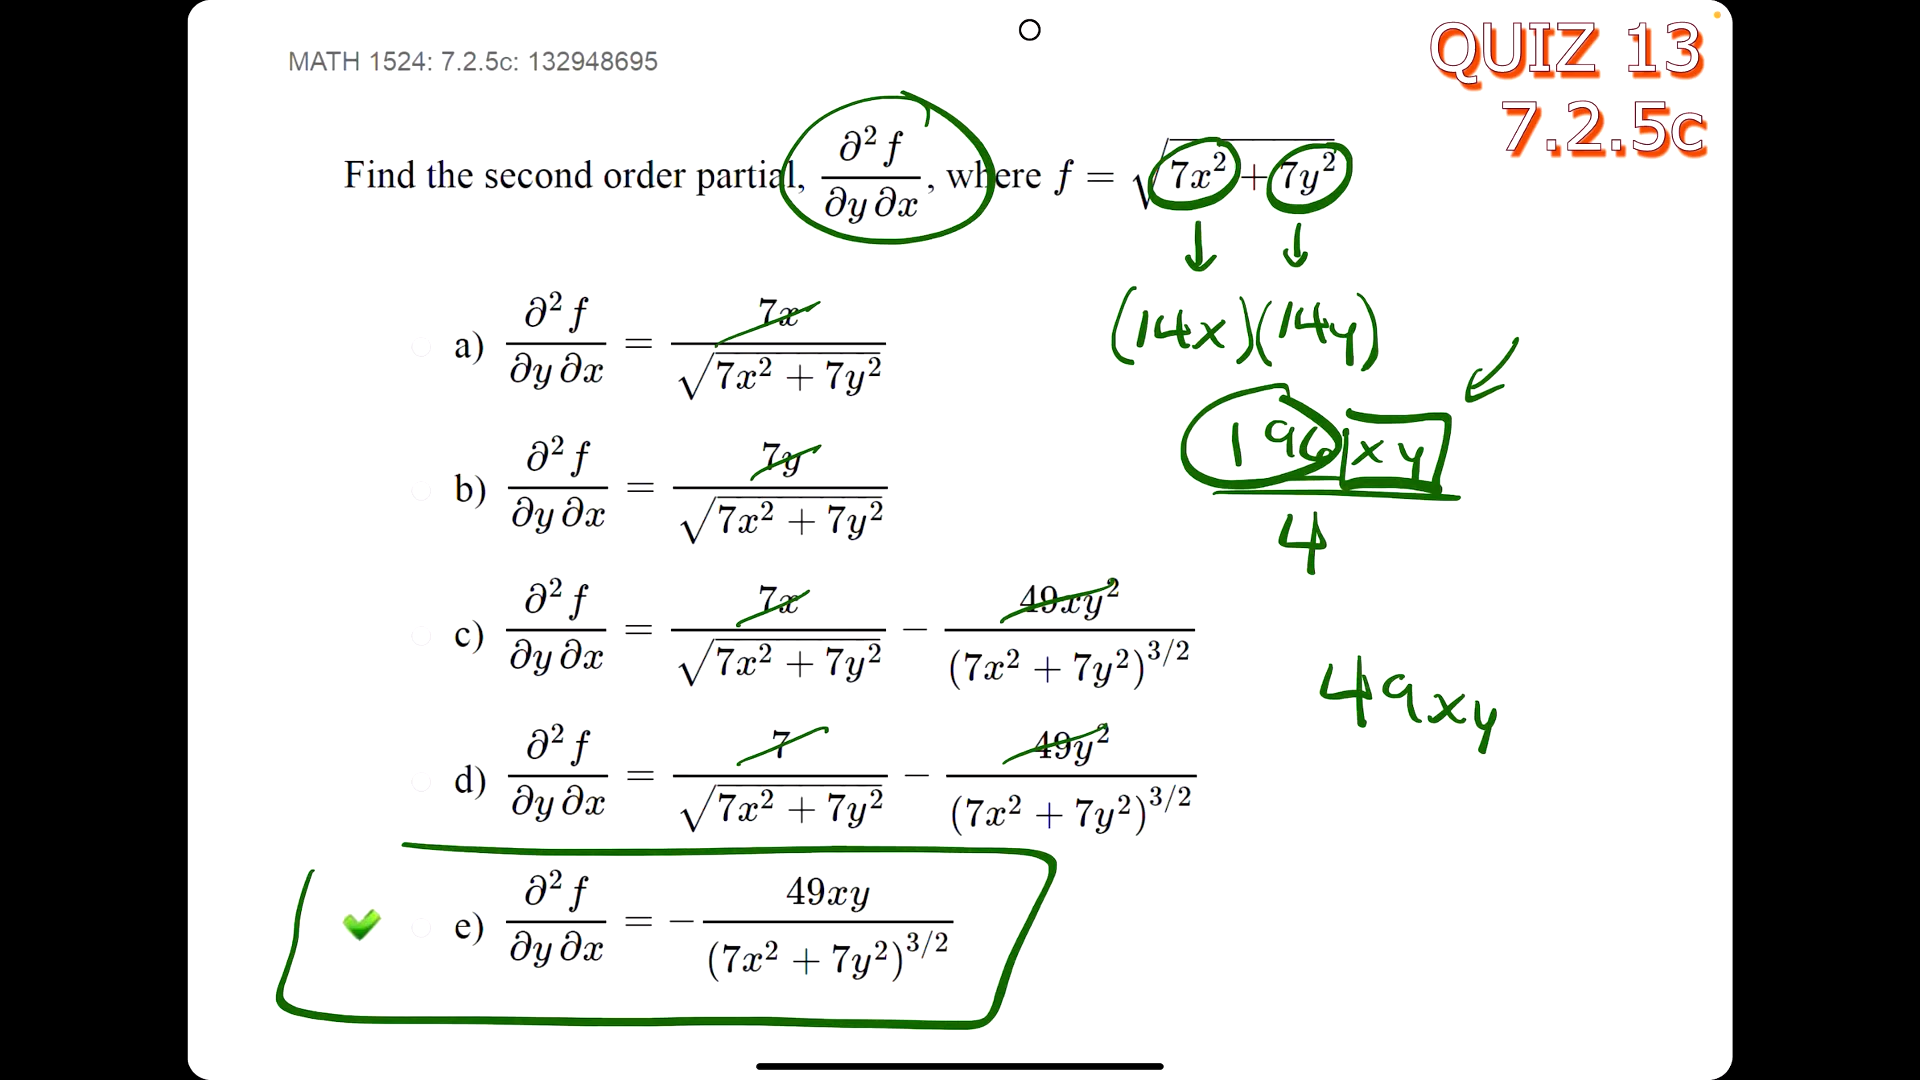 MATH 1524: 7.2.5c: 132948695
QUIZ 13
7.2.5c
Find the second order partial, ∂²f/∂y ∂x, where f = √(7x² + 7y²)
(14x)(14y)
196xy
4
49xy
a) ∂²f/∂y ∂x = 7x/√(7x² + 7y²)
b) ∂²f/∂y ∂x = 7y/√(7x² + 7y²)
c) ∂²f/∂y ∂x = 7x/√(7x² + 7y²) − 49xy²/(7x² + 7y²)^3/2
d) ∂²f/∂y ∂x = 7/√(7x² + 7y²) − 49y²/(7x² + 7y²)^3/2
e) ∂²f/∂y ∂x = − 49xy/(7x² + 7y²)^3/2